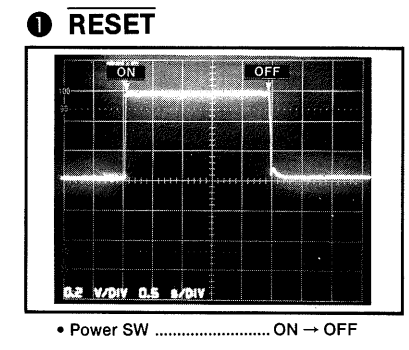 ❶ RESET
ON OFF
100
90
0.2 V/DIV 0.5 s/DIV
• Power SW .......................... ON → OFF